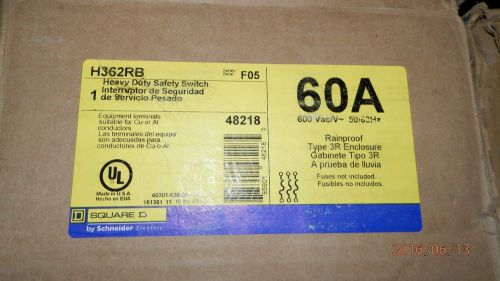 H362RB
Series
F05
Heavy Duty Safety Switch
1 Interruptor de Seguridad
de Servicio Pesado
Equipment terminals
suitable for Cu or Al
conductors
Las terminales del equipo
son adecuadas para
conductores de Cu o Al
48218
60A
600 Vac/V~ 50/60Hz
Rainproof
Type 3R Enclosure
Gabinete Tipo 3R
A prueba de lluvia
Fuses not included.
Fusibles no incluidos.
UL
Made in U.S.A.
Hecho en EUA
SQUARE D
by Schneider Electric
2016/06/13